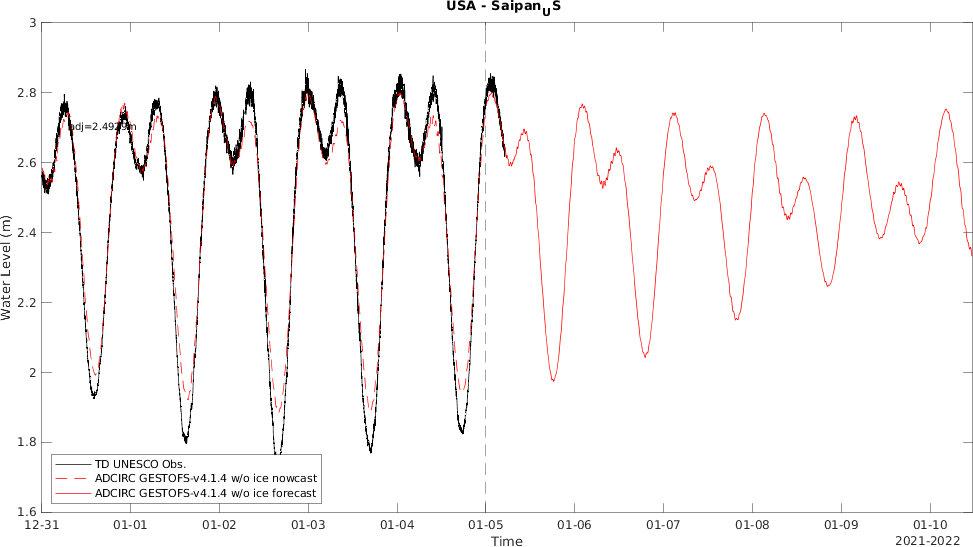 USA - Saipan_US
3
2.8
2.6
2.4
2.2
2
1.8
1.6
Water Level (m)
adj=2.4929m
TD UNESCO Obs.
ADCIRC GESTOFS-v4.1.4 w/o ice nowcast
ADCIRC GESTOFS-v4.1.4 w/o ice forecast
12-31 01-01 01-02 01-03 01-04 01-05 01-06 01-07 01-08 01-09 01-10
Time
2021-2022